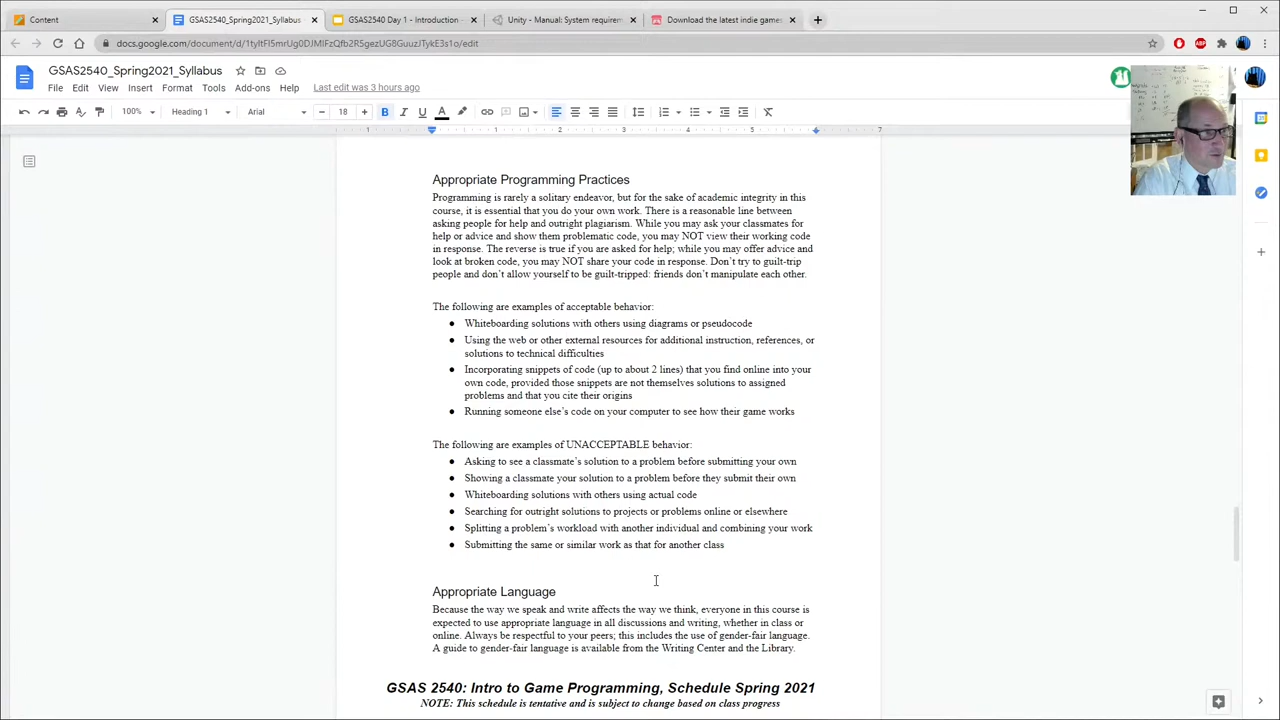 Content
GSAS2540_Spring2021_Syllabus
GSAS2540 Day 1 - Introduction
Unity - Manual: System requirem
Download the latest indie games
docs.google.com/document/d/1tyltFl5mrUg0DJMIFzQfb2R5gezUG8GuuzJTykE3s1o/edit
GSAS2540_Spring2021_Syllabus
File Edit View Insert Format Tools Add-ons Help Last edit was 3 hours ago
100% Heading 1 Arial 18
1 1 2 3 4 5 6 7
Appropriate Programming Practices
Programming is rarely a solitary endeavor, but for the sake of academic integrity in this
course, it is essential that you do your own work. There is a reasonable line between
asking people for help and outright plagiarism. While you may ask your classmates for
help or advice and show them problematic code, you may NOT view their working code
in response. The reverse is true if you are asked for help; while you may offer advice and
look at broken code, you may NOT share your code in response. Don't try to guilt-trip
people and don't allow yourself to be guilt-tripped: friends don't manipulate each other.
The following are examples of acceptable behavior:
● Whiteboarding solutions with others using diagrams or pseudocode
● Using the web or other external resources for additional instruction, references, or
solutions to technical difficulties
● Incorporating snippets of code (up to about 2 lines) that you find online into your
own code, provided those snippets are not themselves solutions to assigned
problems and that you cite their origins
● Running someone else's code on your computer to see how their game works
The following are examples of UNACCEPTABLE behavior:
● Asking to see a classmate's solution to a problem before submitting your own
● Showing a classmate your solution to a problem before they submit their own
● Whiteboarding solutions with others using actual code
● Searching for outright solutions to projects or problems online or elsewhere
● Splitting a problem's workload with another individual and combining your work
● Submitting the same or similar work as that for another class
Appropriate Language
Because the way we speak and write affects the way we think, everyone in this course is
expected to use appropriate language in all discussions and writing, whether in class or
online. Always be respectful to your peers; this includes the use of gender-fair language.
A guide to gender-fair language is available from the Writing Center and the Library.
GSAS 2540: Intro to Game Programming, Schedule Spring 2021
NOTE: This schedule is tentative and is subject to change based on class progress